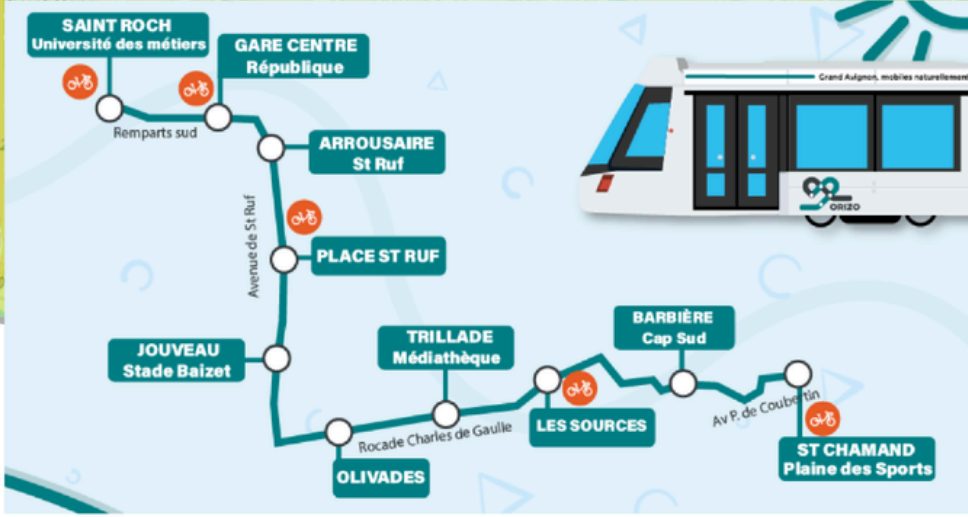 SAINT ROCH
Université des métiers
GARE CENTRE
République
Grand Avignon, mobiles naturellement
Remparts sud
ARROUSAIRE
St Ruf
ORIZO
Avenue de St Ruf
PLACE ST RUF
BARBIÈRE
Cap Sud
TRILLADE
Médiathèque
JOUVEAU
Stade Baizet
Av P. de Coubertin
LES SOURCES
Rocade Charles de Gaulle
ST CHAMAND
Plaine des Sports
OLIVADES